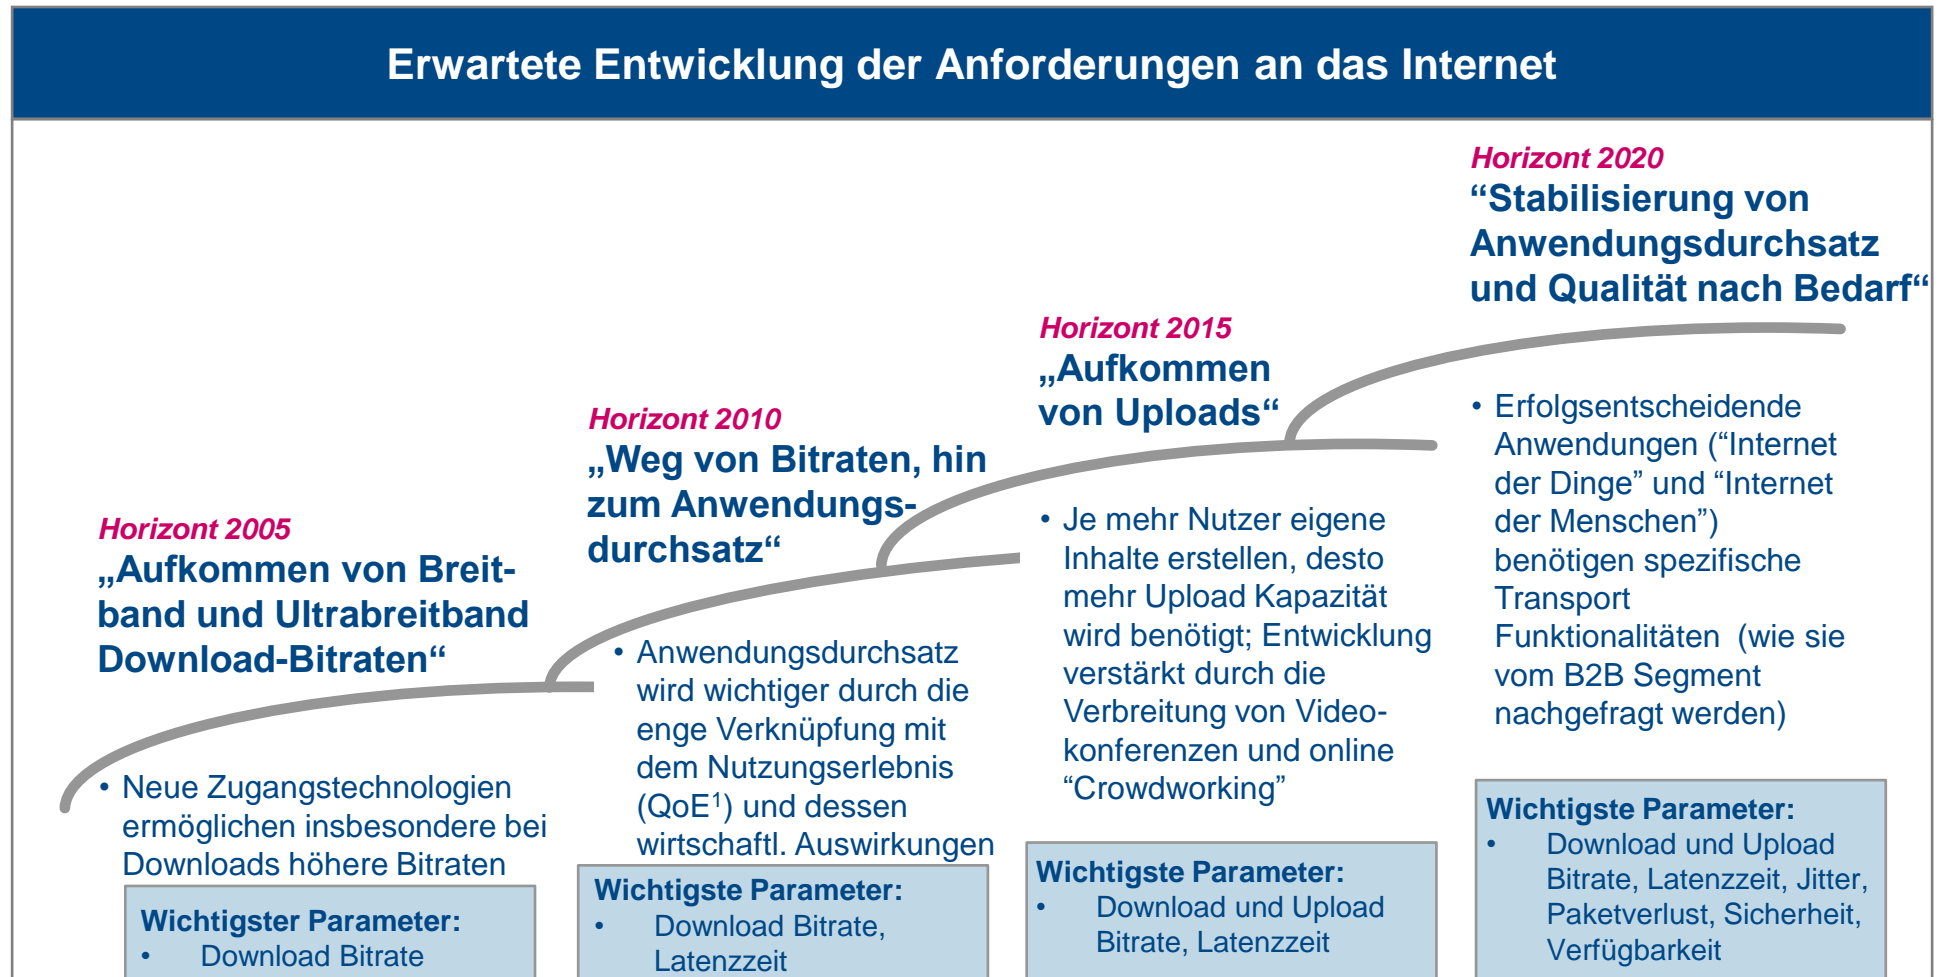 Erwartete Entwicklung der Anforderungen an das Internet
Horizont 2005
„Aufkommen von Breit-
band und Ultrabreitband
Download-Bitraten“
• Neue Zugangstechnologien
ermöglichen insbesondere bei
Downloads höhere Bitraten
Wichtigster Parameter:
• Download Bitrate
Horizont 2010
„Weg von Bitraten, hin
zum Anwendungs-
durchsatz“
• Anwendungsdurchsatz
wird wichtiger durch die
enge Verknüpfung mit
dem Nutzungserlebnis
(QoE¹) und dessen
wirtschaftl. Auswirkungen
Wichtigste Parameter:
• Download Bitrate,
Latenzzeit
Horizont 2015
„Aufkommen
von Uploads“
• Je mehr Nutzer eigene
Inhalte erstellen, desto
mehr Upload Kapazität
wird benötigt; Entwicklung
verstärkt durch die
Verbreitung von Video-
konferenzen und online
“Crowdworking”
Wichtigste Parameter:
• Download und Upload
Bitrate, Latenzzeit
Horizont 2020
“Stabilisierung von
Anwendungsdurchsatz
und Qualität nach Bedarf“
• Erfolgsentscheidende
Anwendungen (“Internet
der Dinge” und “Internet
der Menschen”)
benötigen spezifische
Transport
Funktionalitäten (wie sie
vom B2B Segment
nachgefragt werden)
Wichtigste Parameter:
• Download und Upload
Bitrate, Latenzzeit, Jitter,
Paketverlust, Sicherheit,
Verfügbarkeit